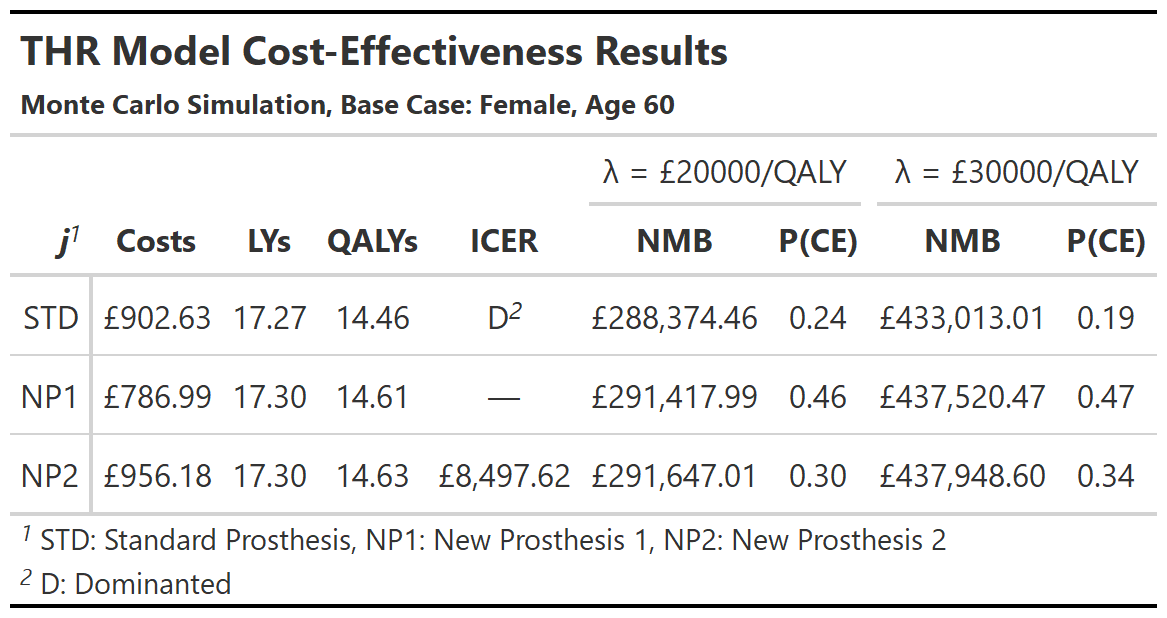 THR Model Cost-Effectiveness Results
Monte Carlo Simulation, Base Case: Female, Age 60
λ = £20000/QALY λ = £30000/QALY
j1 Costs LYs QALYs ICER NMB P(CE) NMB P(CE)
STD £902.63 17.27 14.46 D2 £288,374.46 0.24 £433,013.01 0.19
NP1 £786.99 17.30 14.61 — £291,417.99 0.46 £437,520.47 0.47
NP2 £956.18 17.30 14.63 £8,497.62 £291,647.01 0.30 £437,948.60 0.34
1 STD: Standard Prosthesis, NP1: New Prosthesis 1, NP2: New Prosthesis 2
2 D: Dominanted